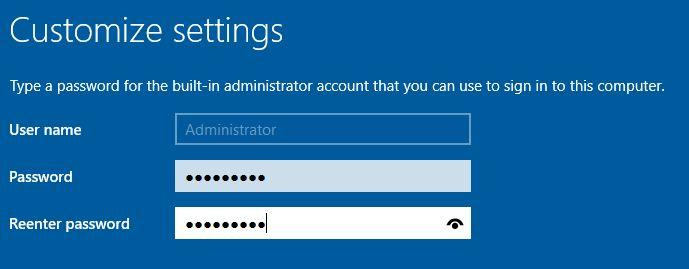 Customize settings
Type a password for the built-in administrator account that you can use to sign in to this computer.
User name
Administrator
Password
●●●●●●●●●
Reenter password
●●●●●●●●●